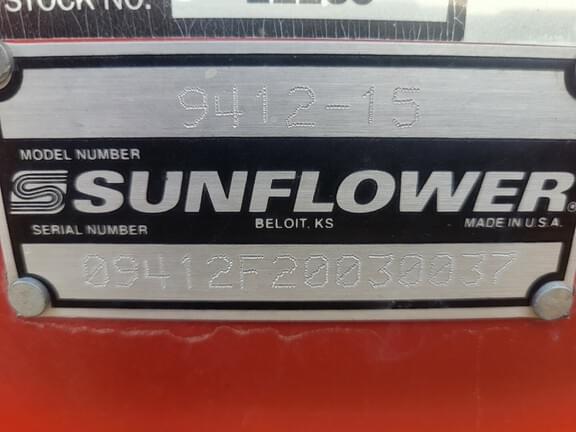 STOCK NO.
9412-15
MODEL NUMBER
SUNFLOWER®
BELOIT, KS
MADE IN U.S.A.
SERIAL NUMBER
09412F20030037